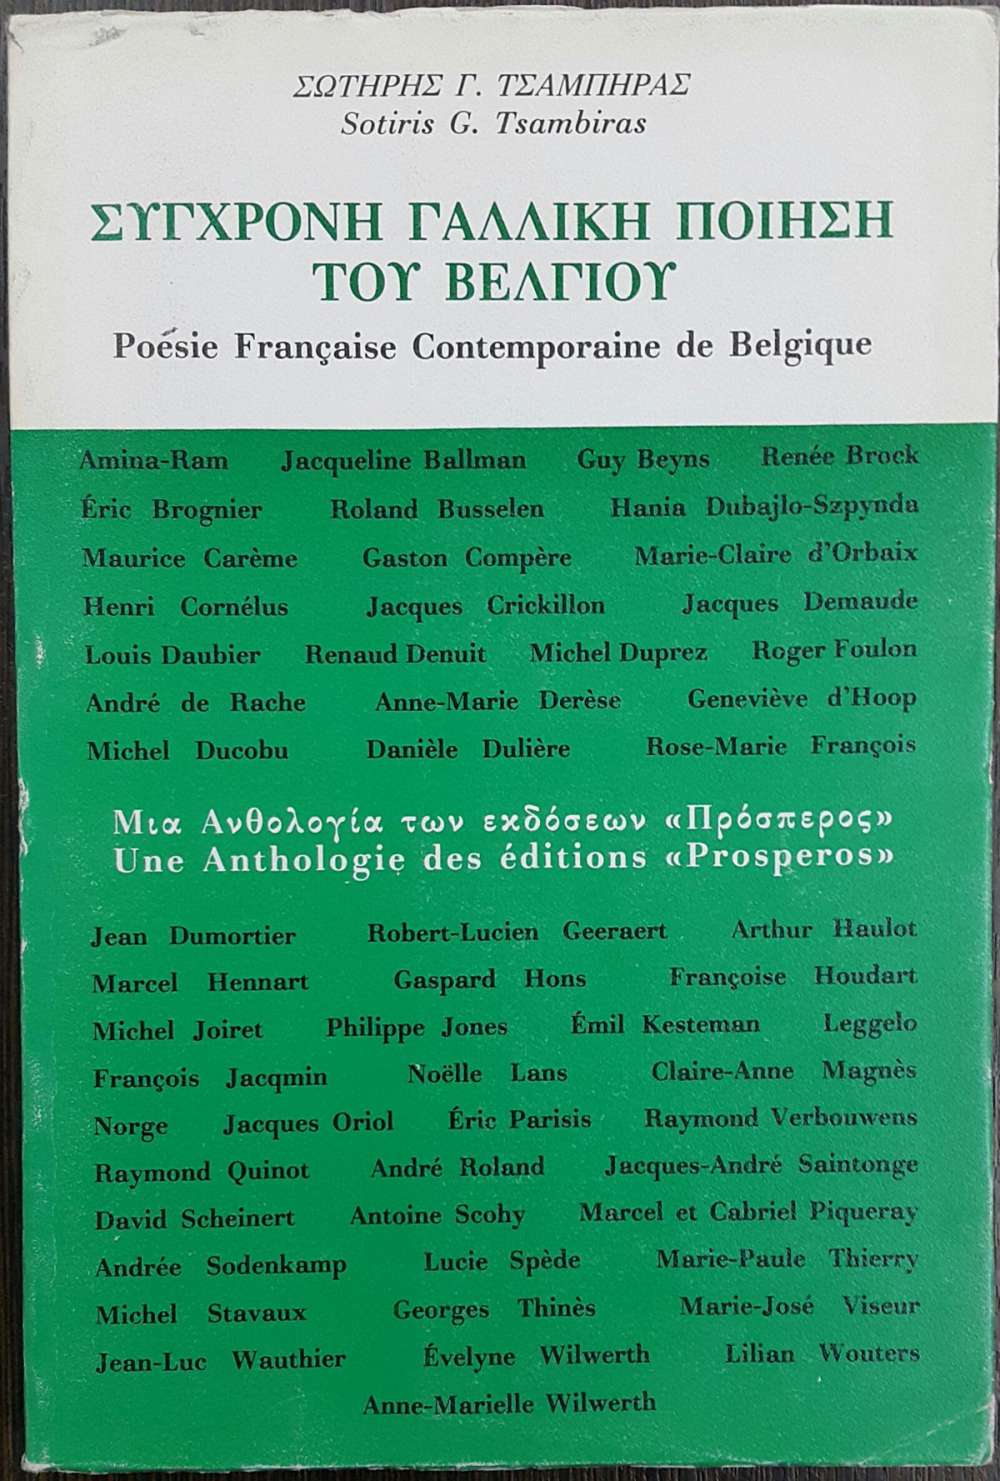 ΣΩΤΗΡΗΣ Γ. ΤΣΑΜΠΗΡΑΣ
Sotiris G. Tsambiras
ΣΥΓΧΡΟΝΗ ΓΑΛΛΙΚΗ ΠΟΙΗΣΗ
ΤΟΥ ΒΕΛΓΙΟΥ
Poésie Française Contemporaine de Belgique
Amina-Ram Jacqueline Ballman Guy Beyns Renée Brock
Éric Brognier Roland Busselen Hania Dubajlo-Szpynda
Maurice Carème Gaston Compère Marie-Claire d'Orbaix
Henri Cornélus Jacques Crickillon Jacques Demaude
Louis Daubier Renaud Denuit Michel Duprez Roger Foulon
André de Rache Anne-Marie Derèse Geneviève d'Hoop
Michel Ducobu Danièle Dulière Rose-Marie François
Μια Ανθολογία των εκδόσεων «Πρόσπερος»
Une Anthologie des éditions «Prosperos»
Jean Dumortier Robert-Lucien Geeraert Arthur Haulot
Marcel Hennart Gaspard Hons Françoise Houdart
Michel Joiret Philippe Jones Émil Kesteman Leggelo
François Jacqmin Noëlle Lans Claire-Anne Magnès
Norge Jacques Oriol Éric Parisis Raymond Verbouwens
Raymond Quinot André Roland Jacques-André Saintonge
David Scheinert Antoine Scohy Marcel et Cabriel Piqueray
Andrée Sodenkamp Lucie Spède Marie-Paule Thierry
Michel Stavaux Georges Thinès Marie-José Viseur
Jean-Luc Wauthier Évelyne Wilwerth Lilian Wouters
Anne-Marielle Wilwerth